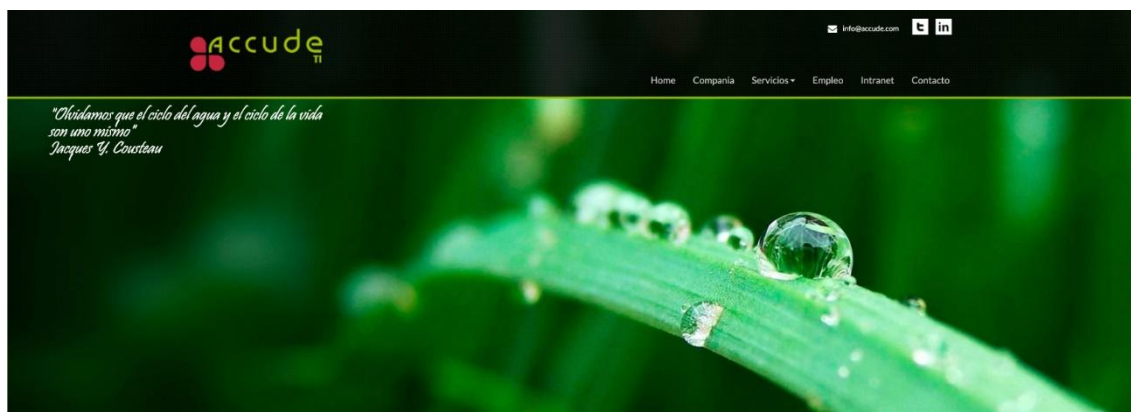 Accude
TI
info@accude.com
Home Compania Servicios Empleo Intranet Contacto
"Olvidamos que el ciclo del agua y el ciclo de la vida
son uno mismo"
Jacques Y. Cousteau